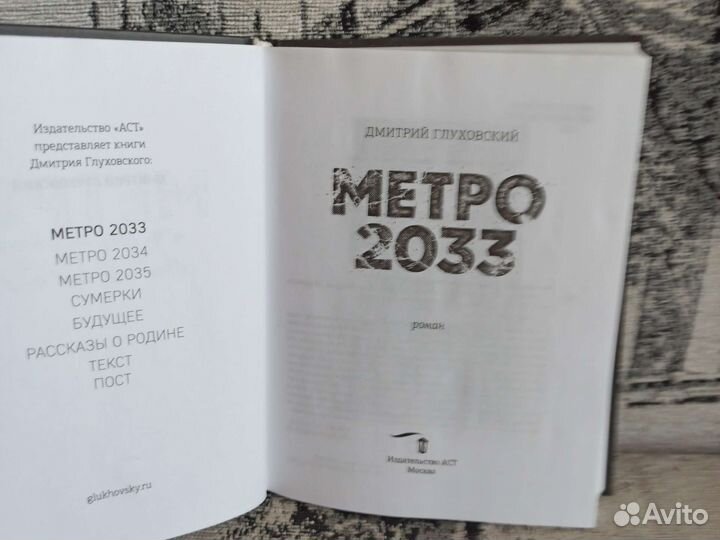 Издательство «АСТ»
представляет книги
Дмитрия Глуховского:
МЕТРО 2033
МЕТРО 2034
МЕТРО 2035
СУМЕРКИ
БУДУЩЕЕ
РАССКАЗЫ О РОДИНЕ
ТЕКСТ
ПОСТ
glukhovsky.ru
ДМИТРИЙ ГЛУХОВСКИЙ
МЕТРО
2033
роман
Издательство АСТ
Москва
Avito